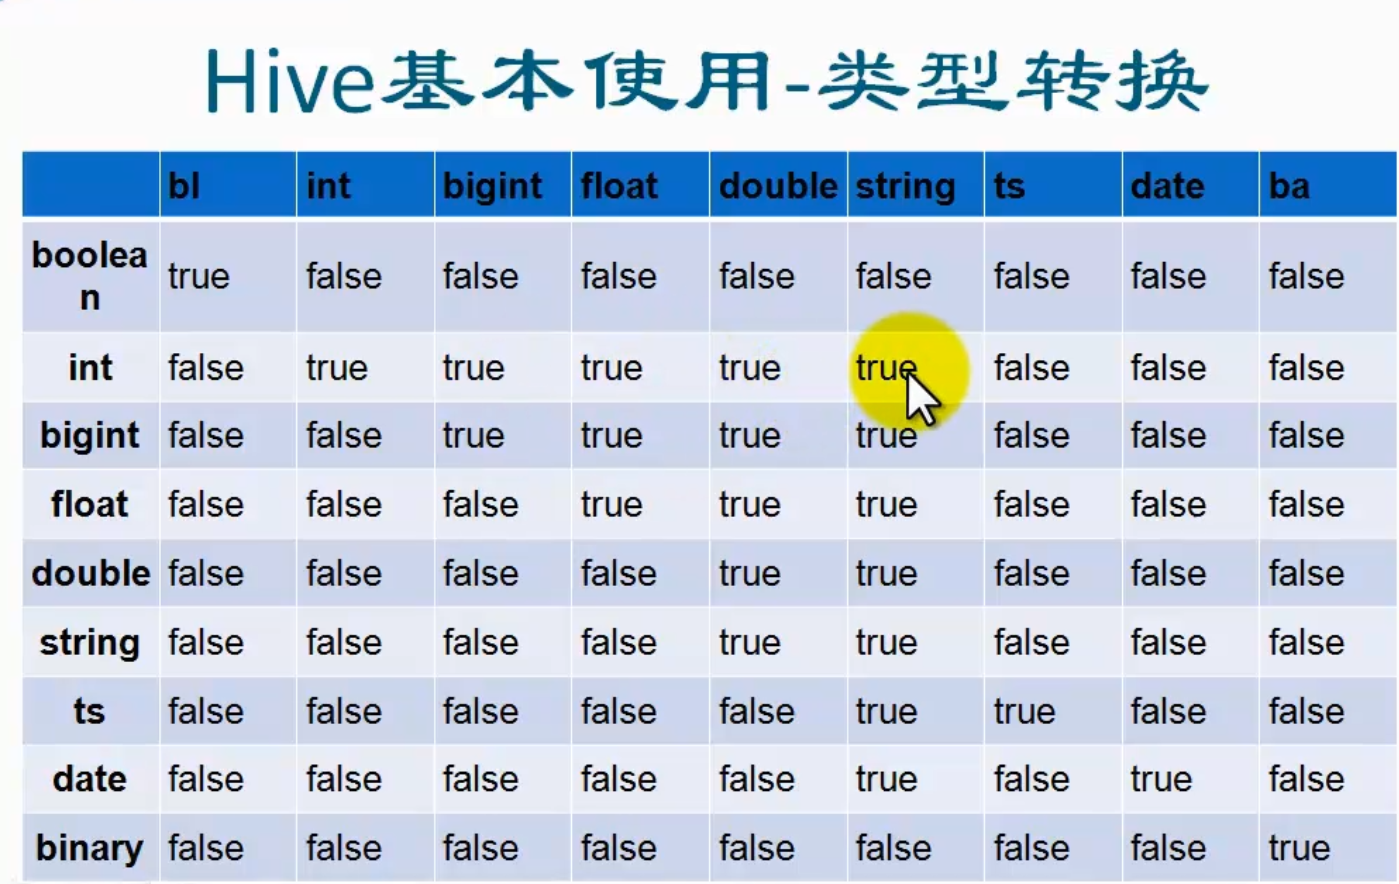 Hive基本使用-类型转换
bl int bigint float double string ts date ba
boolea
n true false false false false false false false false
int false true true true true true false false false
bigint false false true true true true false false false
float false false false true true true false false false
double false false false false true true false false false
string false false false false true true false false false
ts false false false false false true true false false
date false false false false false true false true false
binary false false false false false false false false true